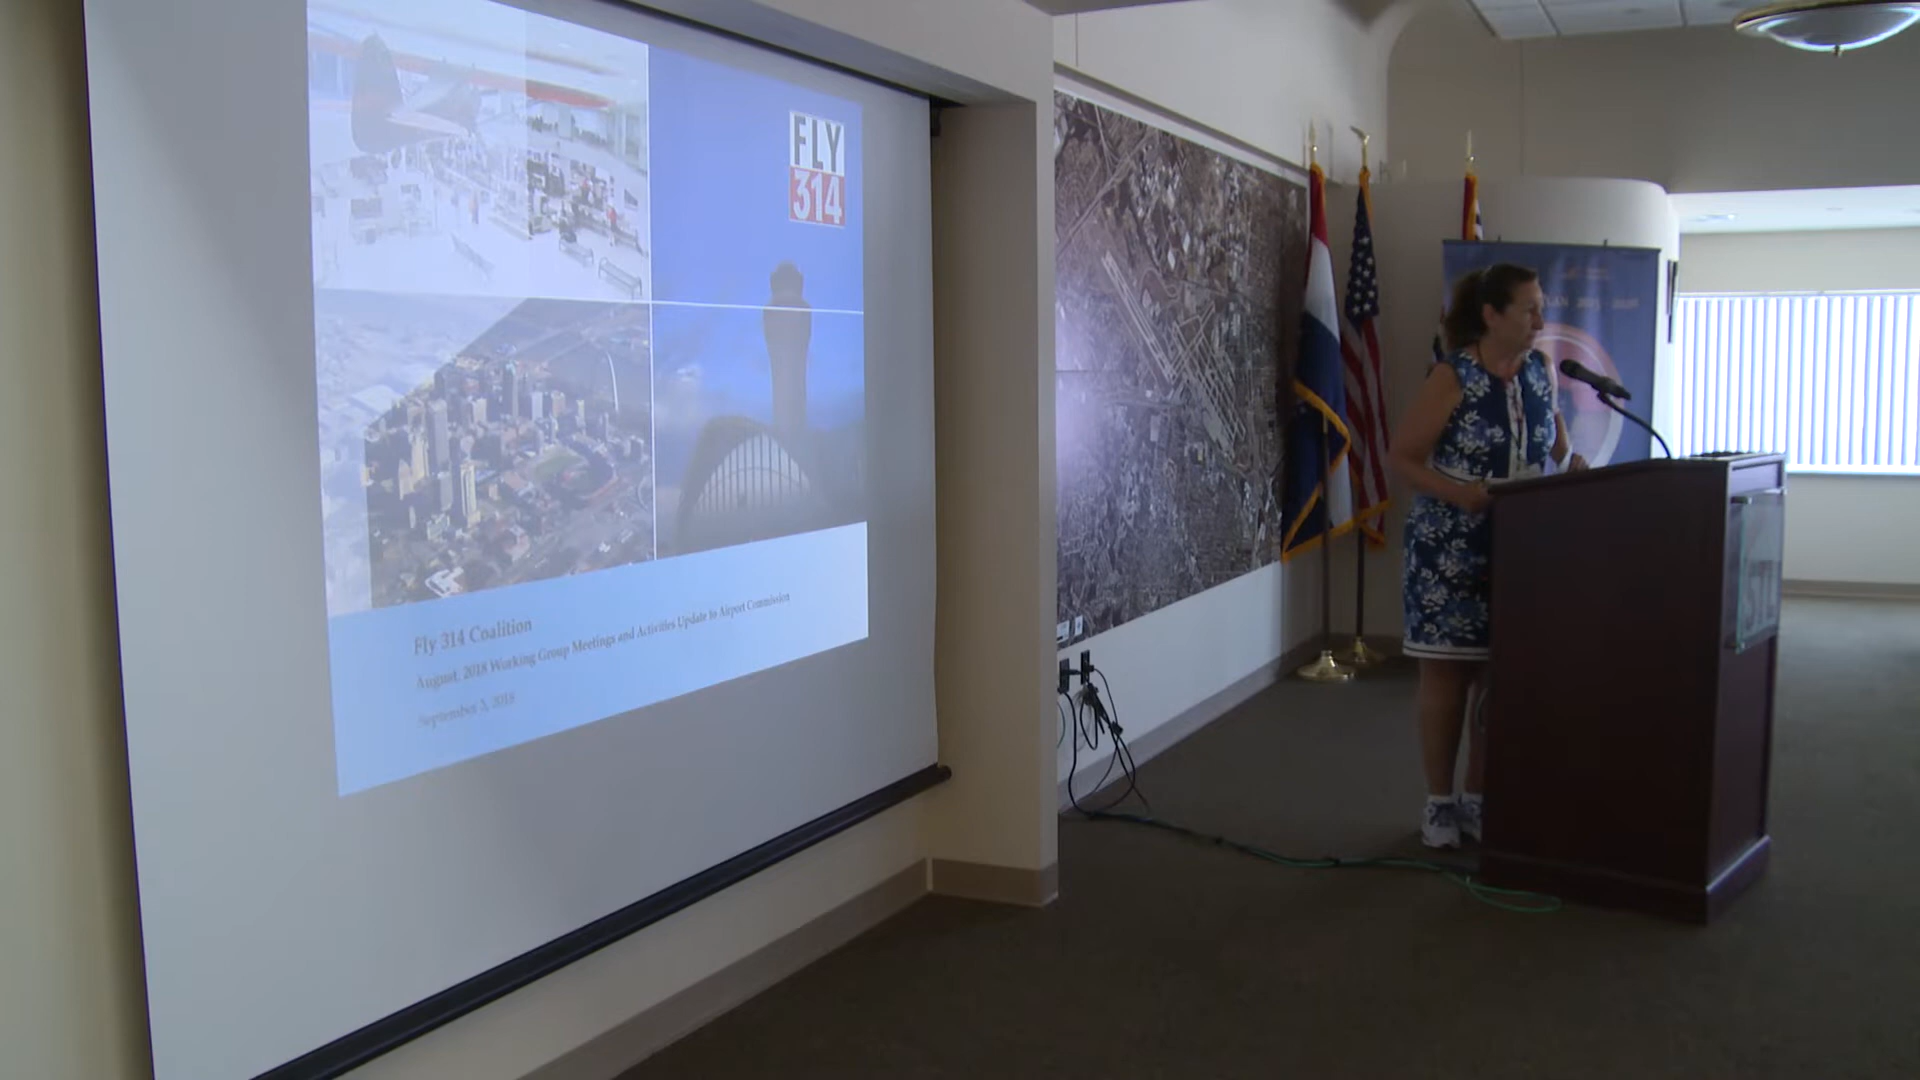 FLY
314
Fly 314 Coalition
August, 2018 Working Group Meetings and Activities Update to Airport Commission
September 5, 2018
STL